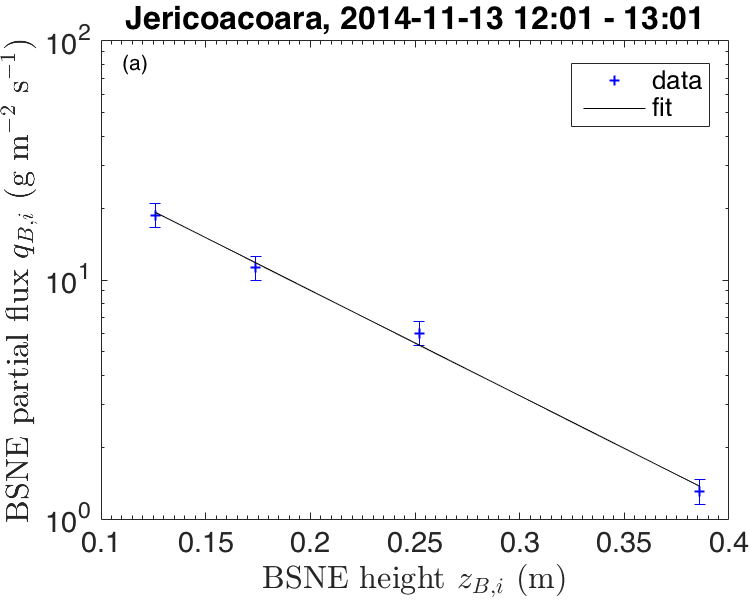 Jericoacoara, 2014-11-13 12:01 - 13:01
(a)
data
fit
10²
10¹
10⁰
BSNE partial flux q_{B,i} (g m⁻² s⁻¹)
0.1 0.15 0.2 0.25 0.3 0.35 0.4
BSNE height z_{B,i} (m)